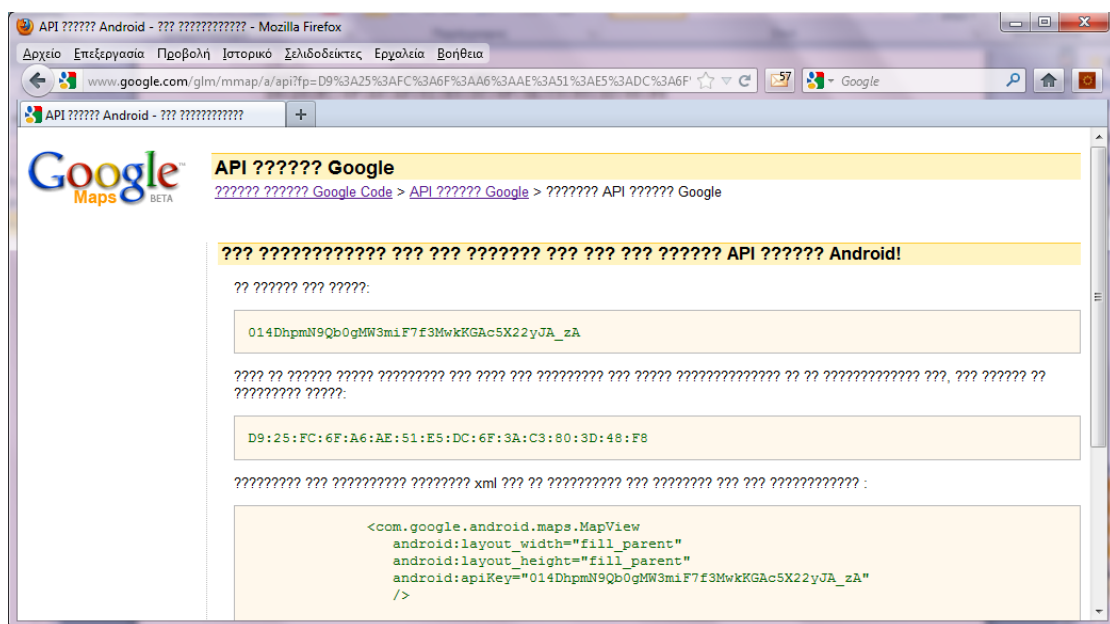 API ?????? Android - ??? ???????????? - Mozilla Firefox
Αρχείο Επεξεργασία Προβολή Ιστορικό Σελιδοδείκτες Εργαλεία Βοήθεια
www.google.com/glm/mmap/a/api?fp=D9%3A25%3AFC%3A6F%3AA6%3AAE%3A51%3AE5%3ADC%3A6F 57 Google
API ?????? Android - ??? ????????????
Google Maps BETA
API ?????? Google
?????? ?????? Google Code > API ?????? Google > ??????? API ?????? Google
??? ???????????? ??? ??? ??????? ??? ??? ??? ?????? API ?????? Android!
?? ?????? ??? ?????:
014DhpmN9Qb0gMW3miF7f3MwkKGAc5X22yJA_zA
???? ?? ?????? ????? ????????? ??? ???? ??? ????????? ??? ????? ?????????????? ?? ?? ????????????? ???, ??? ?????? ??
????????? ?????:
D9:25:FC:6F:A6:AE:51:E5:DC:6F:3A:C3:80:3D:48:F8
????????? ??? ?????????? ???????? xml ??? ?? ?????????? ??? ???????? ??? ??? ???????????? :
<com.google.android.maps.MapView
android:layout_width="fill_parent"
android:layout_height="fill_parent"
android:apiKey="014DhpmN9Qb0gMW3miF7f3MwkKGAc5X22yJA_zA"
/>